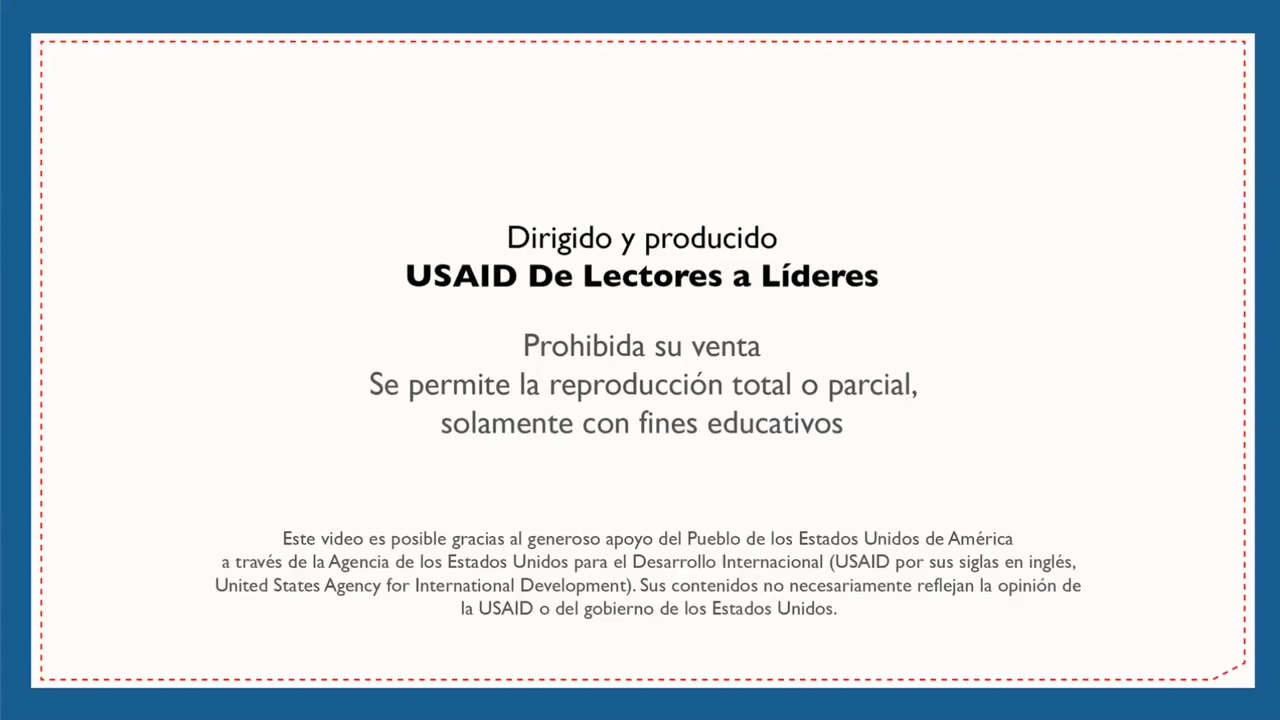 Dirigido y producido
USAID De Lectores a Líderes
Prohibida su venta
Se permite la reproducción total o parcial,
solamente con fines educativos
Este video es posible gracias al generoso apoyo del Pueblo de los Estados Unidos de América
a través de la Agencia de los Estados Unidos para el Desarrollo Internacional (USAID por sus siglas en inglés,
United States Agency for International Development). Sus contenidos no necesariamente reflejan la opinión de
la USAID o del gobierno de los Estados Unidos.